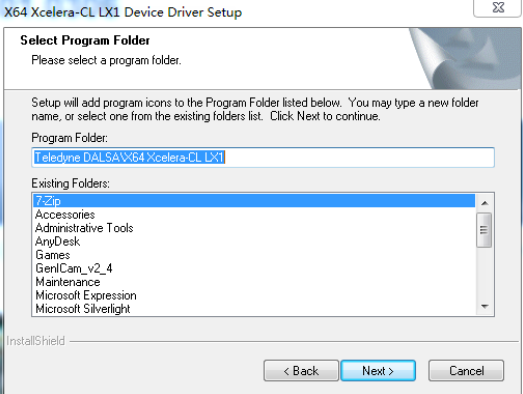 X64 Xcelera-CL LX1 Device Driver Setup
Select Program Folder
Please select a program folder.
Setup will add program icons to the Program Folder listed below. You may type a new folder
name, or select one from the existing folders list. Click Next to continue.
Program Folder:
Teledyne DALSA\X64 Xcelera-CL LX1
Existing Folders:
7-Zip
Accessories
Administrative Tools
AnyDesk
Games
GenICam_v2_4
Maintenance
Microsoft Expression
Microsoft Silverlight
InstallShield
< Back
Next >
Cancel